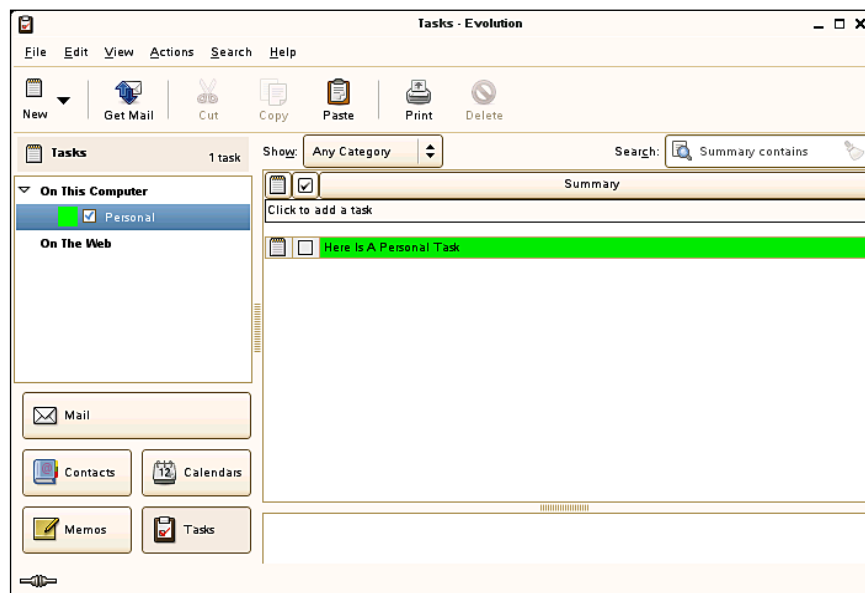 Tasks - Evolution
File Edit View Actions Search Help
New Get Mail Cut Copy Paste Print Delete
Tasks 1 task
Show: Any Category Search: Summary contains
On This Computer
Personal
On The Web
Summary
Click to add a task
Here Is A Personal Task
Mail
Contacts 12 Calendars
Memos Tasks